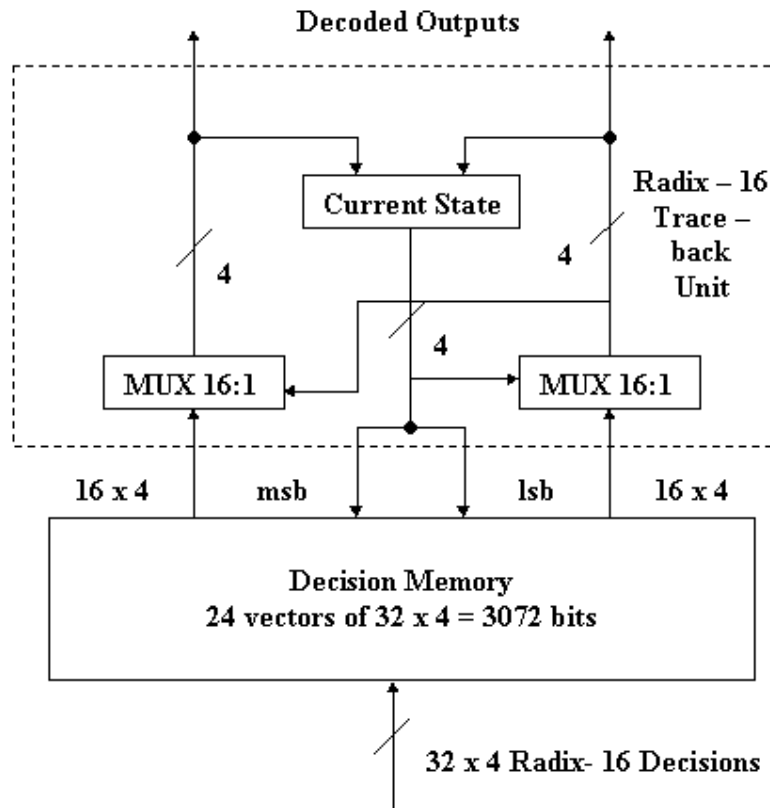 Decoded Outputs
Radix – 16
Trace –
back
Unit
Current State
4
4
4
MUX 16:1
MUX 16:1
16 x 4
msb
lsb
16 x 4
Decision Memory
24 vectors of 32 x 4 = 3072 bits
32 x 4 Radix- 16 Decisions